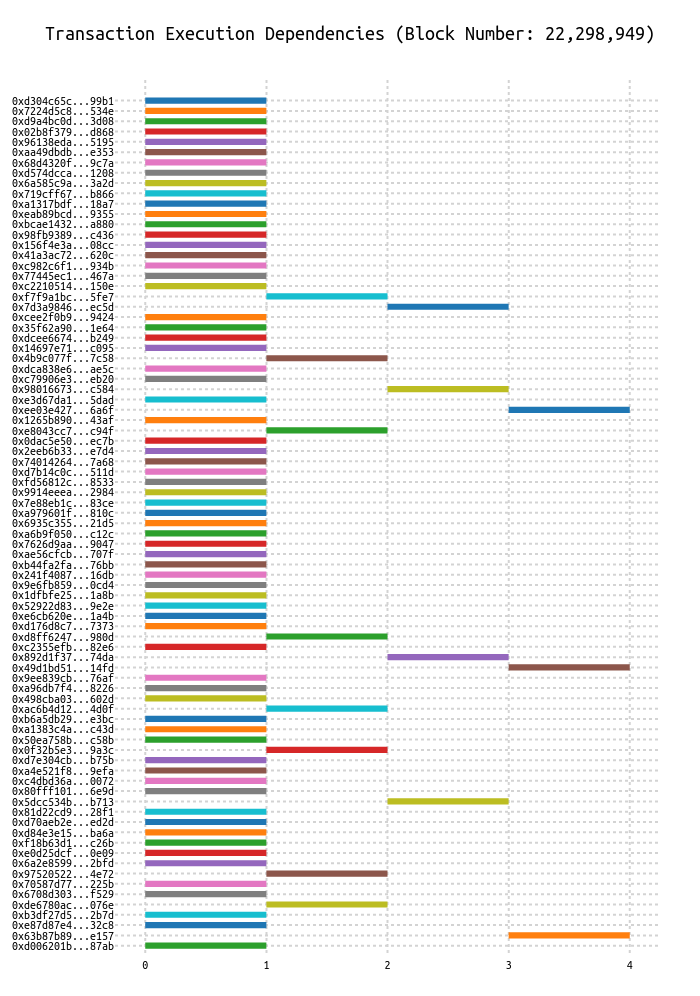 Transaction Execution Dependencies (Block Number: 22,298,949)
0xd304c65c...99b1
0x7224d5c8...534e
0xd9a4bc0d...3d08
0x02b8f379...d868
0x96138eda...5195
0xaa49dbdb...e353
0x68d4320f...9c7a
0xd574dcca...1208
0x6a585c9a...3a2d
0x719cff67...b866
0xa1317bdf...18a7
0xeab89bcd...9355
0xbcae1432...a880
0x98fb9389...c436
0x156f4e3a...08cc
0x41a3ac72...620c
0xc982c6f1...934b
0x77445ec1...467a
0xc2210514...150e
0xf7f9a1bc...5fe7
0x7d3a9846...ec5d
0xcee2f0b9...9424
0x35f62a90...1e64
0xdcee6674...b249
0x14697e71...c095
0x4b9c077f...7c58
0xdca838e6...ae5c
0xc79906e3...eb20
0x98016673...c584
0xe3d67da1...5dad
0xee03e427...6a6f
0x1265b890...43af
0xe8043cc7...c94f
0x0dac5e50...ec7b
0x2eeb6b33...e7d4
0x74014264...7a68
0xd7b14c0c...511d
0xfd56812c...8533
0x9914eeea...2984
0x7e88eb1c...83ce
0xa979601f...810c
0x6935c355...21d5
0xa6b9f050...c12c
0x7626d9aa...9047
0xae56cfcb...707f
0xb44fa2fa...76bb
0x241f4087...16db
0x9e6fb859...0cd4
0x1dfbfe25...1a8b
0x52922d83...9e2e
0xe6cb620e...1a4b
0xd176d8c7...7373
0xd8ff6247...980d
0xc2355efb...82e6
0x892d1f37...74da
0x49d1bd51...14fd
0x9ee839cb...76af
0xa96db7f4...8226
0x498cba03...602d
0xac6b4d12...4d0f
0xb6a5db29...e3bc
0xa1383c4a...c43d
0x50ea758b...c58b
0x0f32b5e3...9a3c
0xd7e304cb...b75b
0xa4e521f8...9efa
0xc4dbd36a...0072
0x80fff101...6e9d
0x5dcc534b...b713
0x81d22cd9...28f1
0xd70aeb2e...ed2d
0xd84e3e15...ba6a
0xf18b63d1...c26b
0xe0d25dcf...0e09
0x6a2e8599...2bfd
0x97520522...4e72
0x70587d77...225b
0x6708d303...f529
0xde6780ac...076e
0xb3df27d5...2b7d
0xe87d87e4...32c8
0x63b87b89...e157
0xd006201b...87ab
0 1 2 3 4